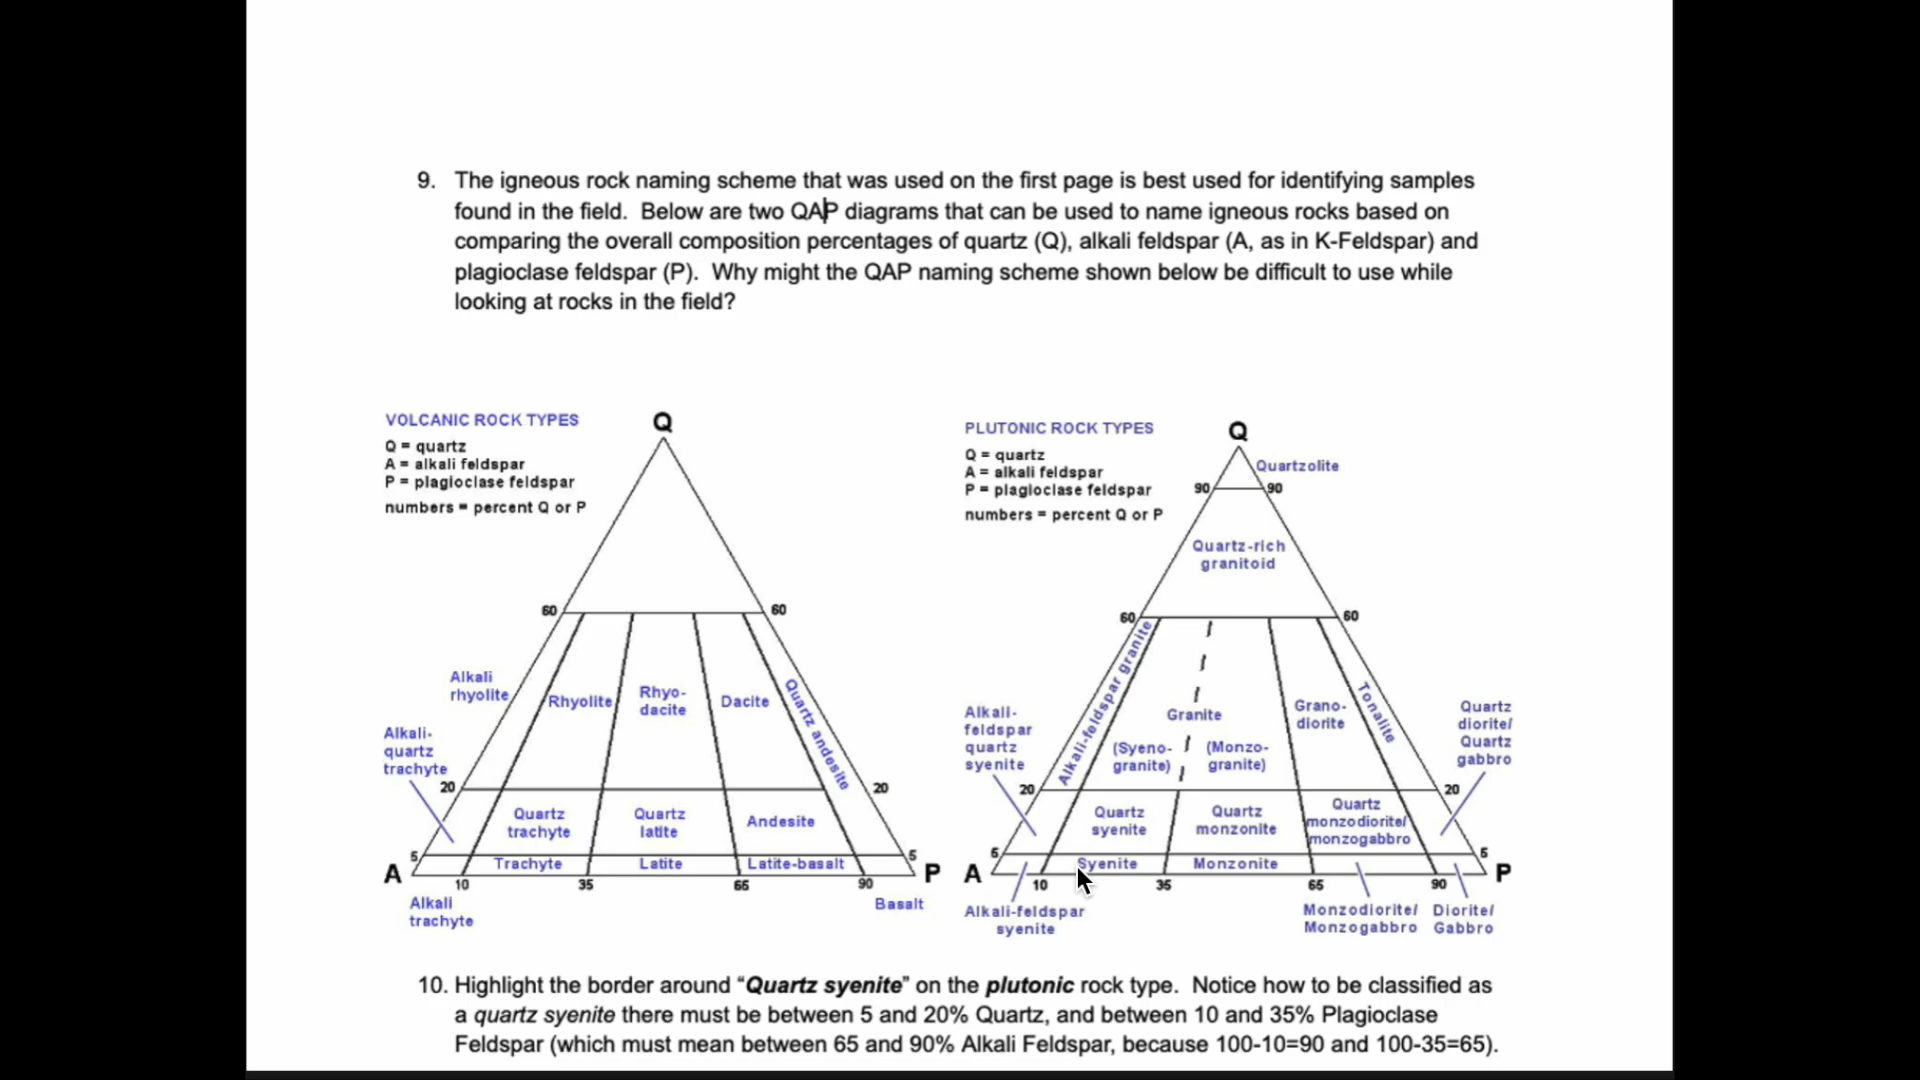 9. The igneous rock naming scheme that was used on the first page is best used for identifying samples
found in the field. Below are two QAP diagrams that can be used to name igneous rocks based on
comparing the overall composition percentages of quartz (Q), alkali feldspar (A, as in K-Feldspar) and
plagioclase feldspar (P). Why might the QAP naming scheme shown below be difficult to use while
looking at rocks in the field?
VOLCANIC ROCK TYPES
Q = quartz
A = alkali feldspar
P = plagioclase feldspar
numbers = percent Q or P
Q
60
60
Alkali
rhyolite
Rhyolite
Rhyo-
dacite
Dacite
Quartz andesite
Alkali-
quartz
trachyte
20
20
Quartz
trachyte
Quartz
latite
Andesite
5
5
A
Trachyte
Latite
Latite-basalt
P
10
35
65
90
Alkali
trachyte
Basalt
PLUTONIC ROCK TYPES
Q = quartz
A = alkali feldspar
P = plagioclase feldspar
numbers = percent Q or P
Q
Quartzolite
90
90
Quartz-rich
granitoid
60
60
Alkali-feldspar granite
Granite
(Syeno-
granite)
(Monzo-
granite)
Grano-
diorite
Tonalite
Alkali-
feldspar
quartz
syenite
Quartz
diorite/
Quartz
gabbro
20
20
Quartz
syenite
Quartz
monzonite
Quartz
monzodiorite/
monzogabbro
5
5
A
Syenite
Monzonite
P
10
35
65
90
Alkali-feldspar
syenite
Monzodiorite/
Monzogabbro
Diorite/
Gabbro
10. Highlight the border around “Quartz syenite” on the plutonic rock type. Notice how to be classified as
a quartz syenite there must be between 5 and 20% Quartz, and between 10 and 35% Plagioclase
Feldspar (which must mean between 65 and 90% Alkali Feldspar, because 100-10=90 and 100-35=65).